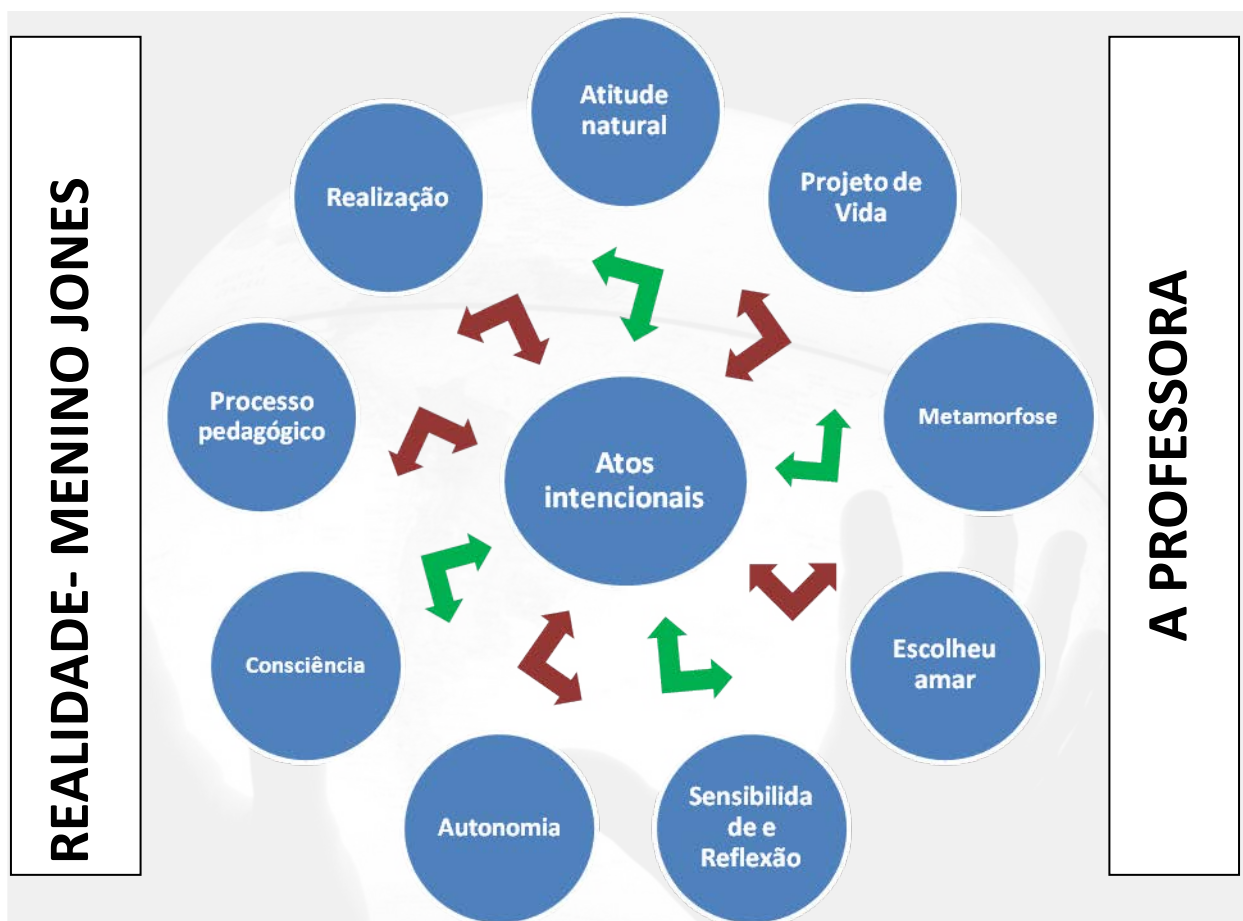 REALIDADE- MENINO JONES
Atitude
natural
Projeto de
Vida
Metamorfose
Escolheu
amar
Sensibilida
de e
Reflexão
Autonomia
Consciência
Processo
pedagógico
Realização
Atos
intencionais
A PROFESSORA